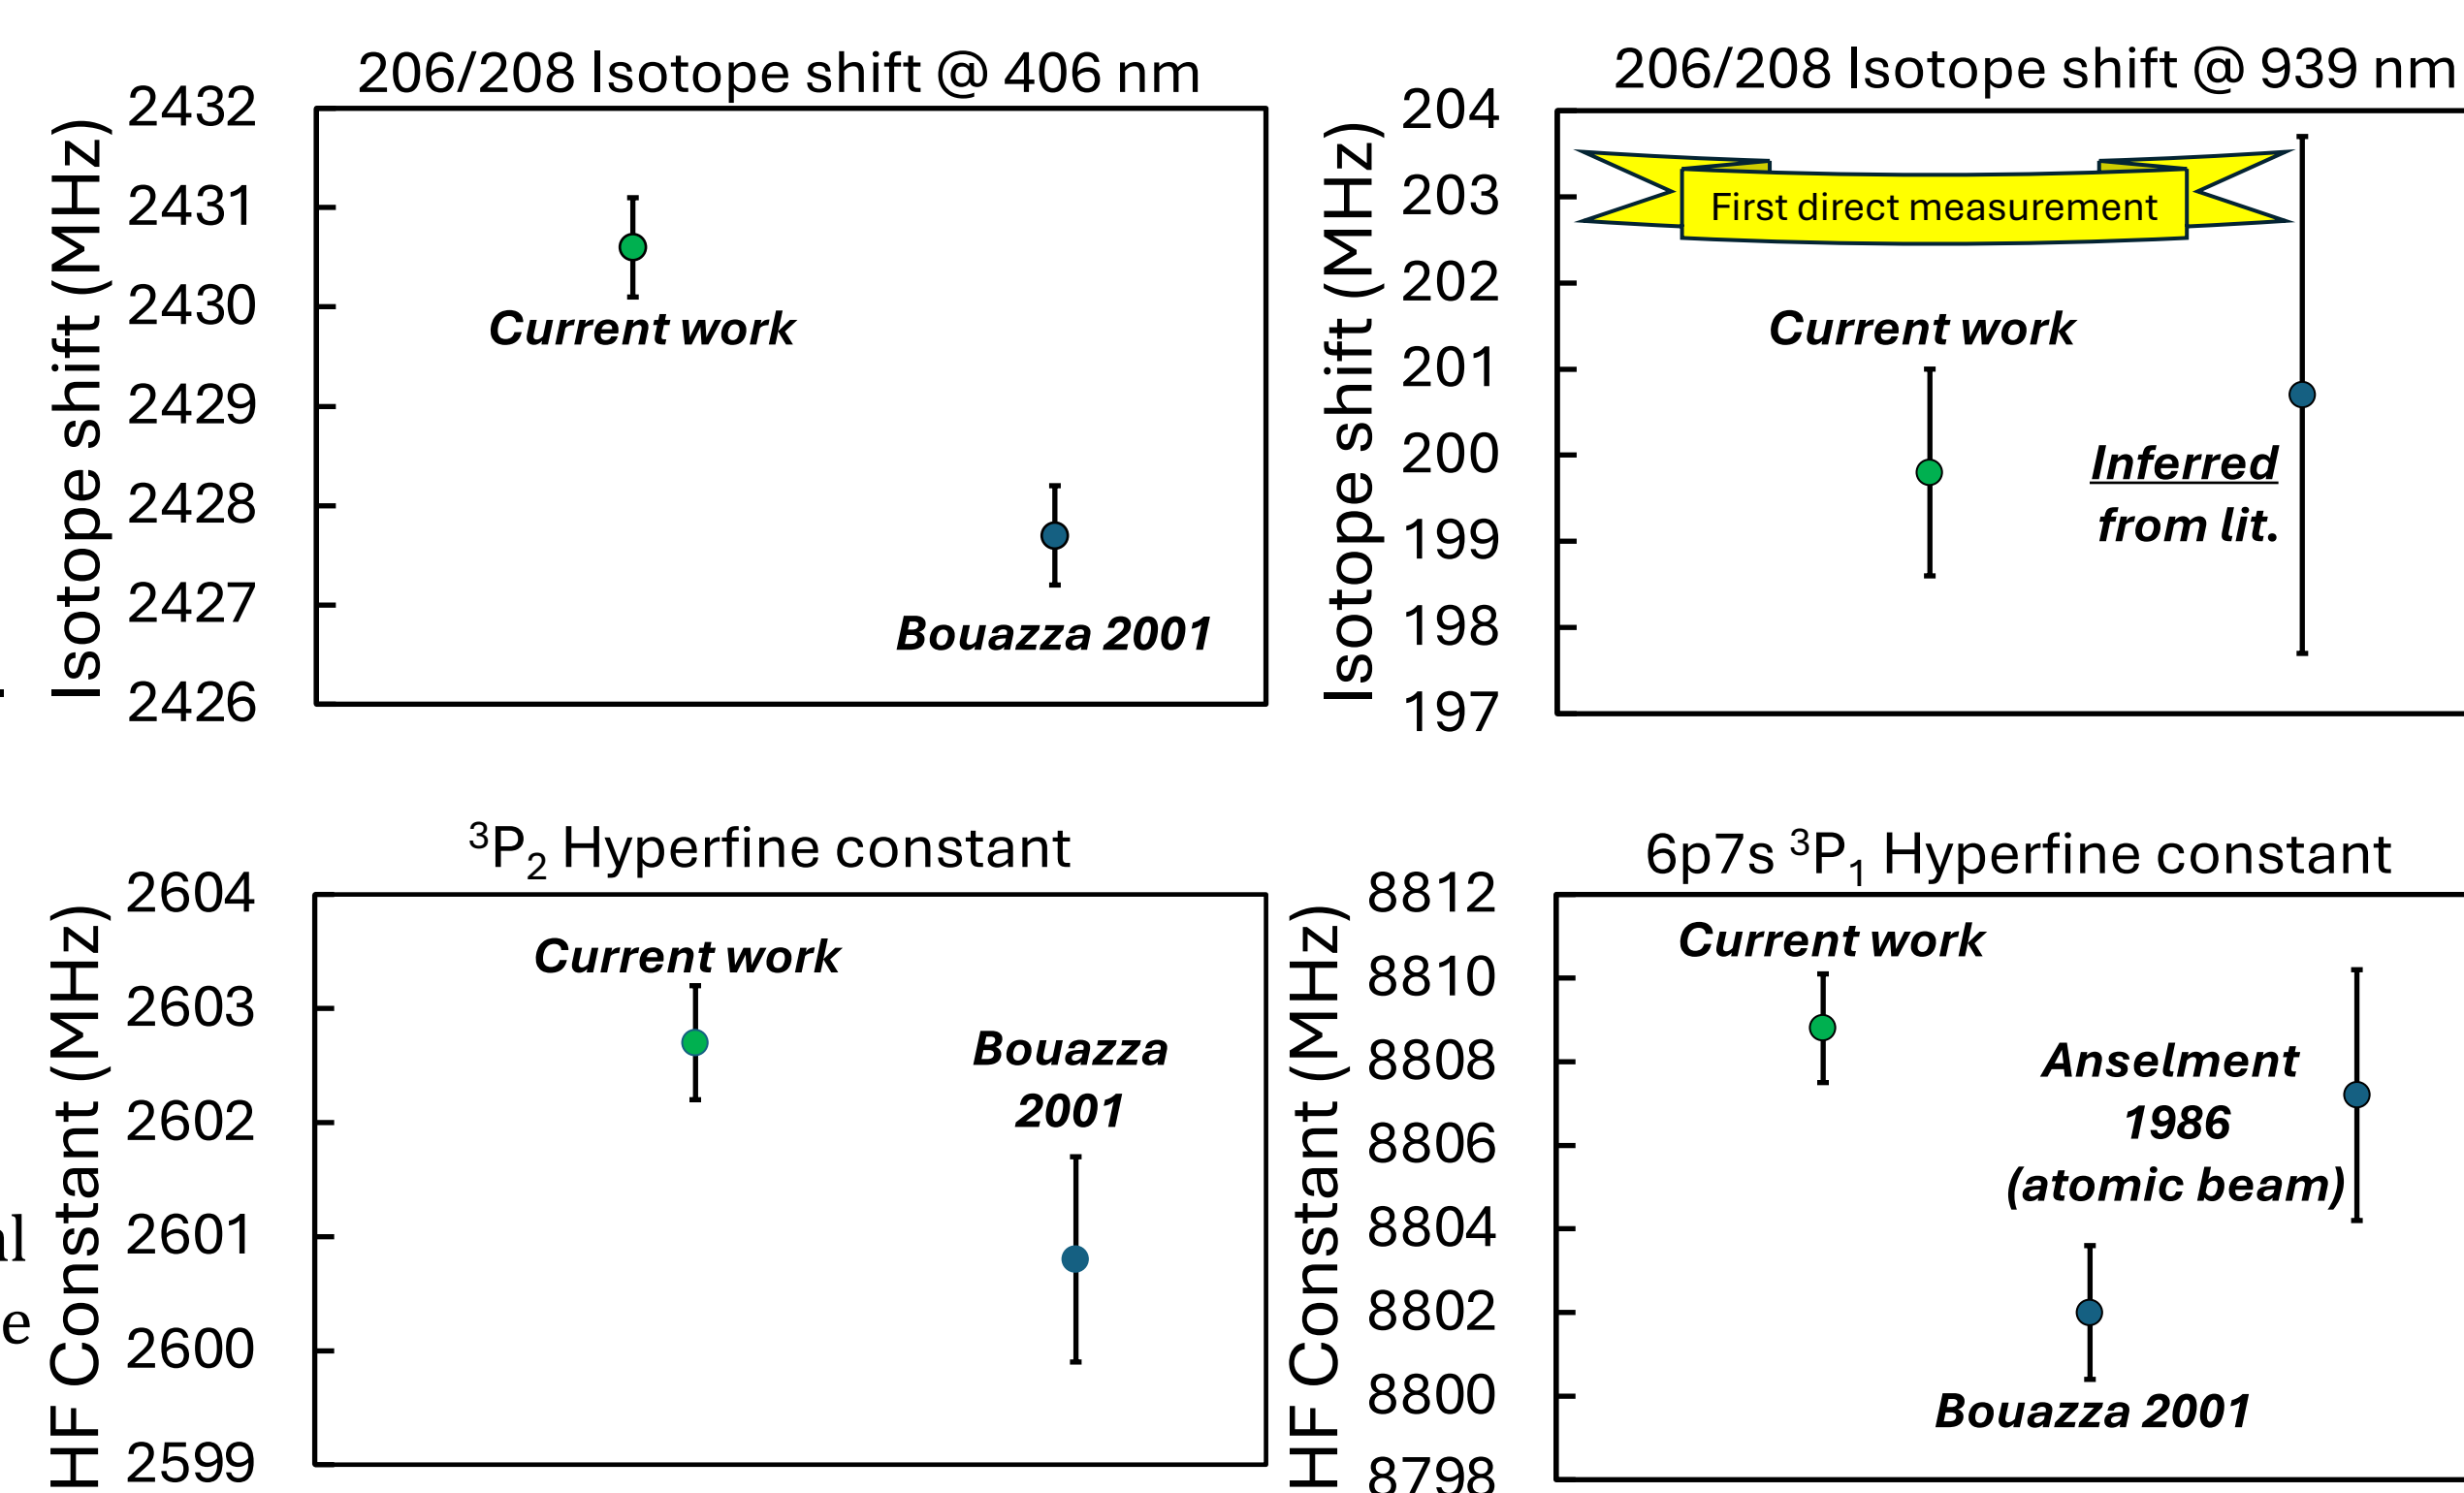 206/208 Isotope shift @ 406 nm
Isotope shift (MHz)
2432
2431
2430
2429
2428
2427
2426
Current work
Bouazza 2001
206/208 Isotope shift @ 939 nm
Isotope shift (MHz)
204
203
202
201
200
199
198
197
First direct measurement
Current work
Inferred
from lit.
³P₂ Hyperfine constant
HF Constant (MHz)
2604
2603
2602
2601
2600
2599
Current work
Bouazza
2001
6p7s ³P₁ Hyperfine constant
HF Constant (MHz)
8812
8810
8808
8806
8804
8802
8800
8798
Current work
Anselment
1986
(atomic beam)
Bouazza 2001